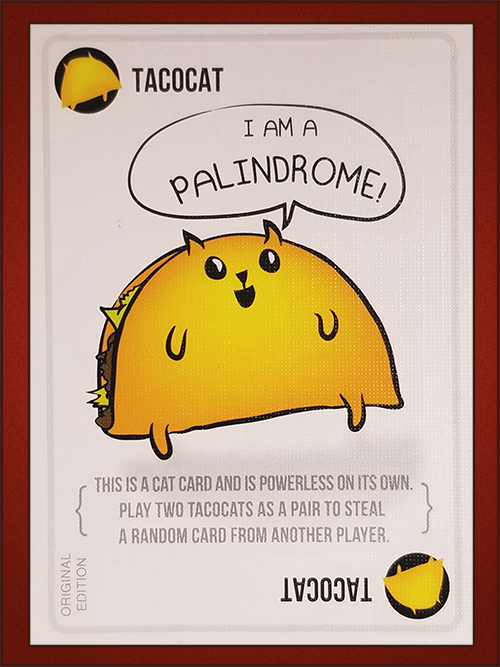 TACOCAT
I AM A
PALINDROME!
THIS IS A CAT CARD AND IS POWERLESS ON ITS OWN.
PLAY TWO TACOCATS AS A PAIR TO STEAL
A RANDOM CARD FROM ANOTHER PLAYER.
ORIGINAL
EDITION
TACOCAT